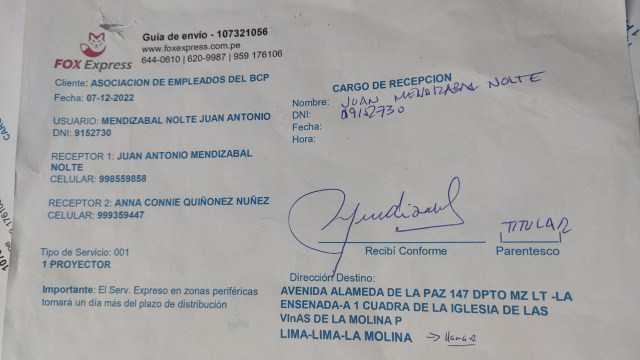 FOX Express
Guía de envío - 107321056
www.foxexpress.com.pe
644-0610 | 620-9987 | 959 176106
Cliente: ASOCIACION DE EMPLEADOS DEL BCP
Fecha: 07-12-2022
USUARIO: MENDIZABAL NOLTE JUAN ANTONIO
DNI: 9152730
RECEPTOR 1: JUAN ANTONIO MENDIZABAL
NOLTE
CELULAR: 998559858
RECEPTOR 2: ANNA CONNIE QUIÑONEZ NUÑEZ
CELULAR: 999359447
Tipo de Servicio: 001
1 PROYECTOR
Importante: El Serv. Expreso en zonas periféricas
tomará un día más del plazo de distribución
CARGO DE RECEPCION
Nombre: JUAN MENDIZABAL NOLTE
DNI: 09152730
Fecha:
Hora:
TITULAR
Recibí Conforme Parentesco
Dirección Destino:
AVENIDA ALAMEDA DE LA PAZ 147 DPTO MZ LT -LA
ENSENADA-A 1 CUADRA DE LA IGLESIA DE LAS
VInAS DE LA MOLINA P
LIMA-LIMA-LA MOLINA